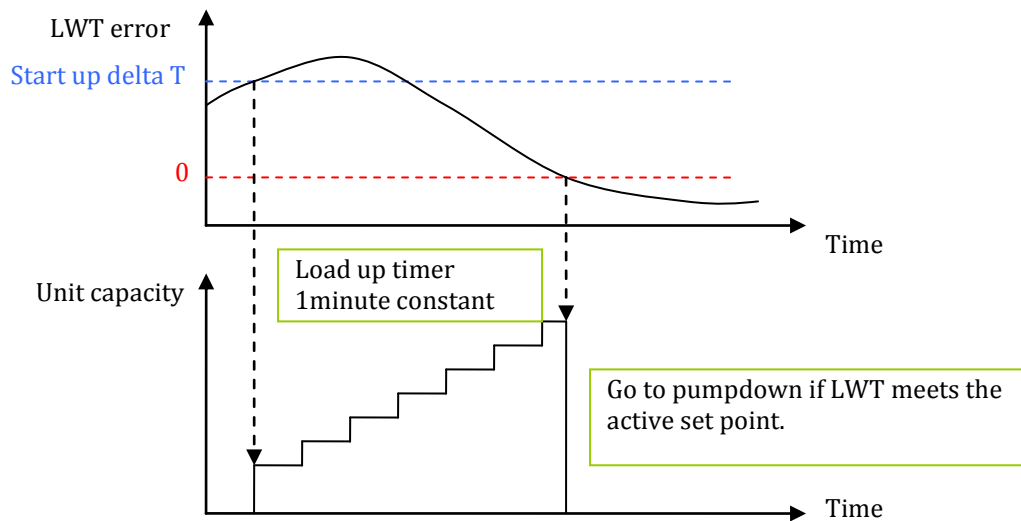 LWT error
Start up delta T
0
Time
Load up timer
1minute constant
Unit capacity
Go to pumpdown if LWT meets the
active set point.
Time